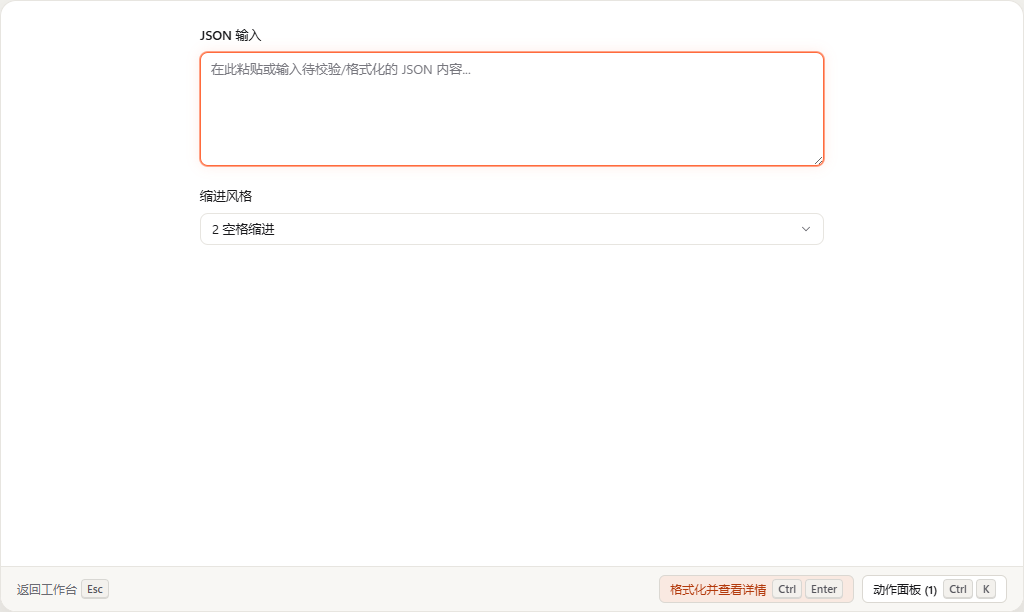 JSON 输入
在此粘贴或输入待校验/格式化的 JSON 内容...
缩进风格
2 空格缩进
返回工作台 Esc 格式化并查看详情 Ctrl Enter 动作面板 (1) Ctrl K